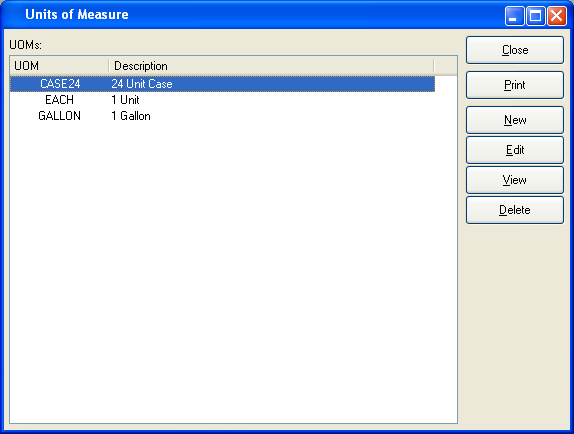 Units of Measure
UOMs:
UOM Description
CASE24 24 Unit Case
EACH 1 Unit
GALLON 1 Gallon
Close
Print
New
Edit
View
Delete